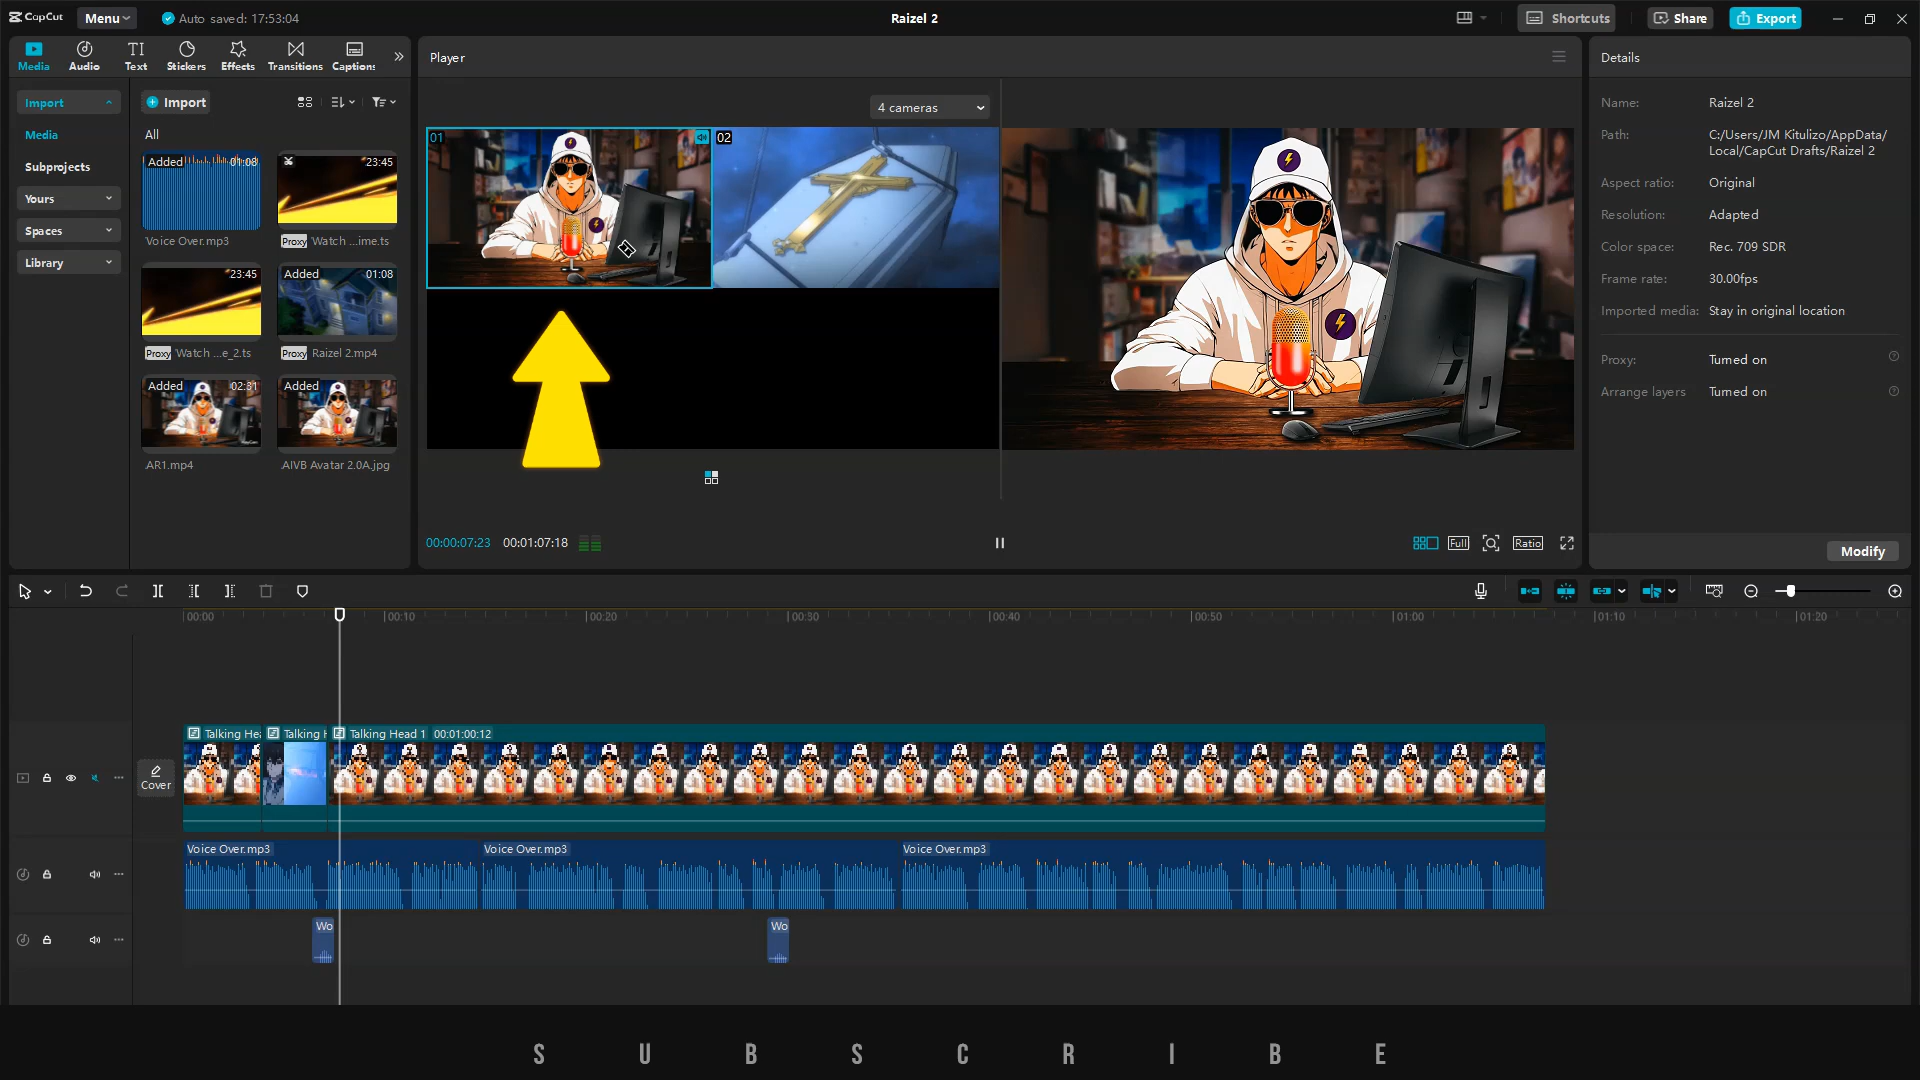 CapCut
Menu
Auto saved: 17:53:04
Raizel 2
Shortcuts
Share
Export
Media
Audio
TI
Text
Stickers
Effects
Transitions
Captions
Player
Details
Import
Media
Subprojects
Yours
Spaces
Library
Import
All
Added
01:08
Voice Over.mp3
23:45
Proxy Watch ...ime.ts
23:45
Proxy Watch ...e_2.ts
Added 01:08
Proxy Raizel 2.mp4
Added 02:31
.AR1.mp4
Added
.AIVB Avatar 2.0A.jpg
4 cameras
01
02
00:00:07:23 00:01:07:18
Full
Ratio
Name: Raizel 2
Path: C:/Users/JM Kitulizo/AppData/
Local/CapCut Drafts/Raizel 2
Aspect ratio: Original
Resolution: Adapted
Color space: Rec. 709 SDR
Frame rate: 30.00fps
Imported media: Stay in original location
Proxy: Turned on
Arrange layers Turned on
Modify
00:00 00:10 00:20 00:30 00:40 00:50 01:00 01:10 01:20
Cover
Talking Hea
Talking H
Talking Head 1 00:01:00:12
Voice Over.mp3
Voice Over.mp3
Voice Over.mp3
Wo
Wo
SUBSCRIBE